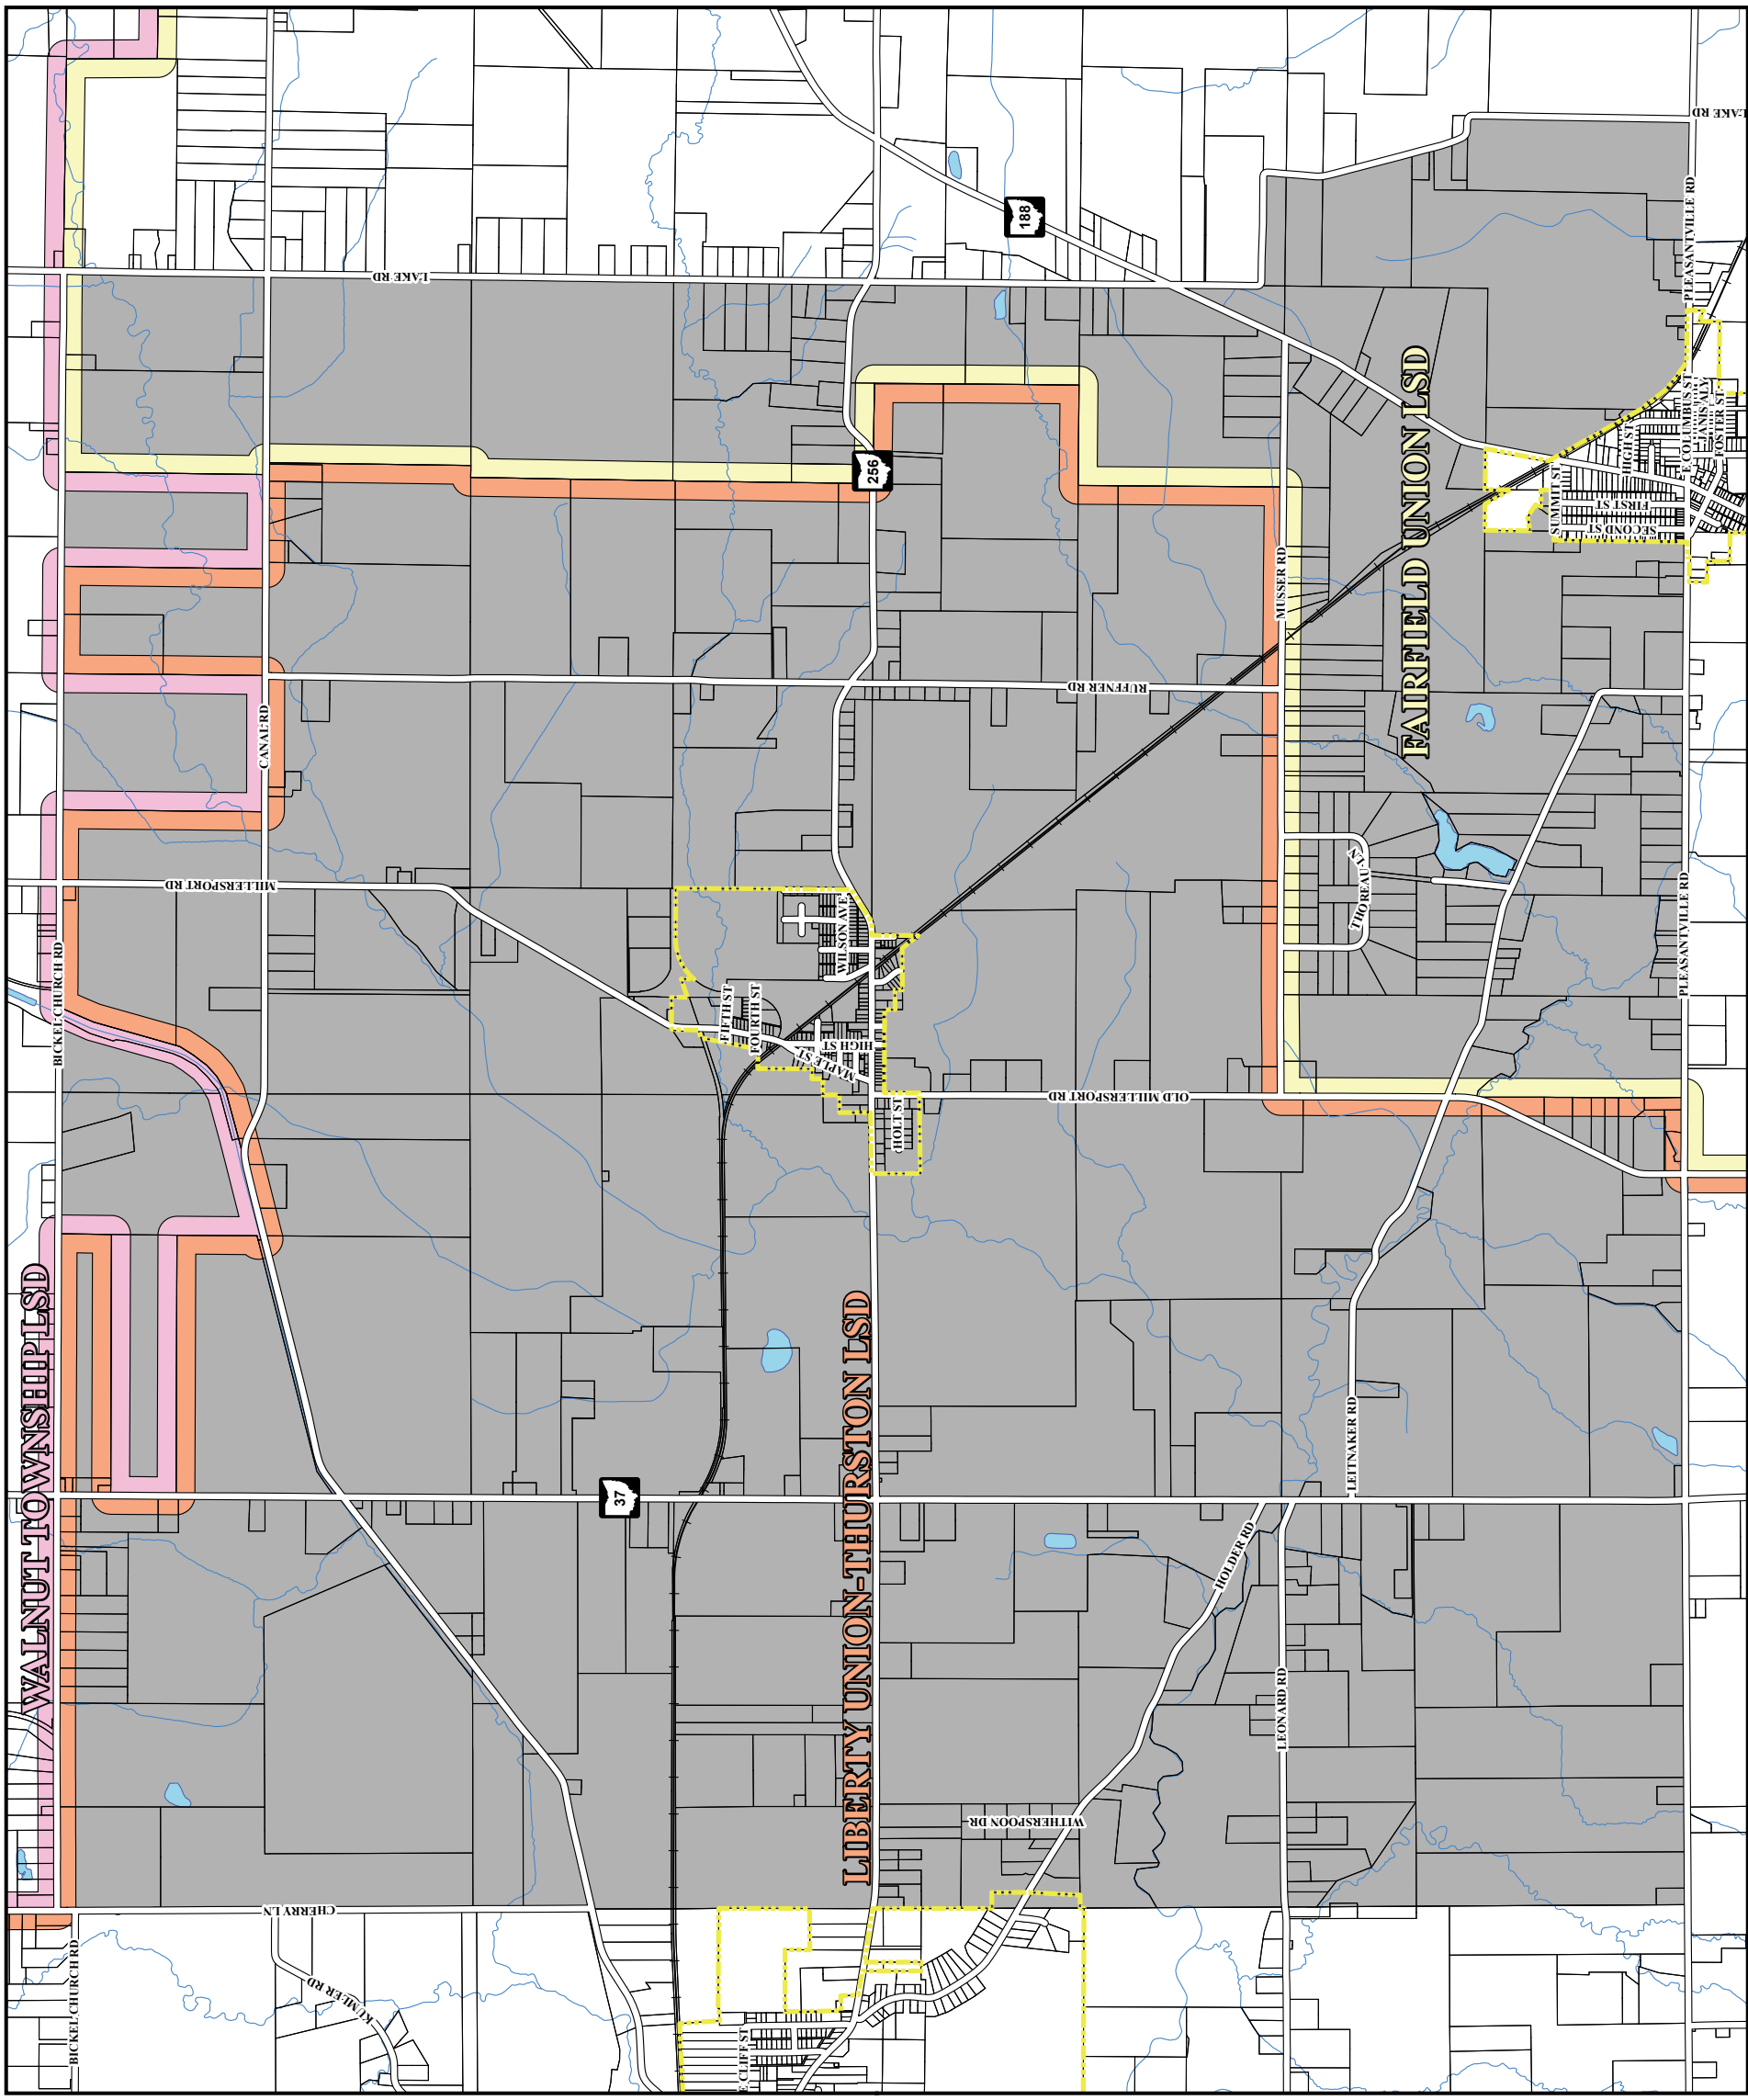 LAKE RD
LAKE RD
188
PLEASANTVILLE RD
256
FAIRFIELD UNION LSD
E COLUMBUS ST
JANIS ALY
FOSTER ST
HIGH ST
SUMMIT ST
FIRST ST
SECOND ST
MUSSER RD
RUFFNER RD
CANAL RD
MILLERSPORT RD
THOREAU LN
WILSON AVE
PLEASANTVILLE RD
BICKEL CHURCH RD
FIFTH ST
FOURTH ST
HIGH ST
MAPLE ST
OLD MILLERSPORT RD
HOLT ST
WALNUT TOWNSHIP LSD
LIBERTY UNION-THURSTON LSD
LEITNAKER RD
37
HOLDER RD
LEONARD RD
WITHERSPOON DR
CHERRY LN
BICKEL CHURCH RD
KUMLER RD
E CLIFF ST